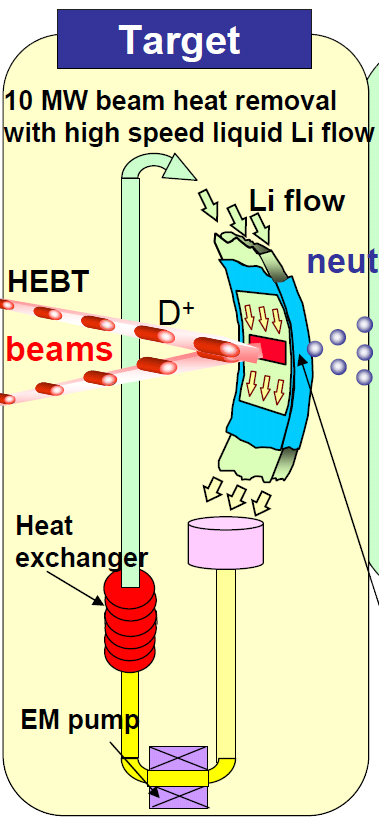 Target
10 MW beam heat removal
with high speed liquid Li flow
Li flow
neut
HEBT
D+
beams
Heat
exchanger
EM pump